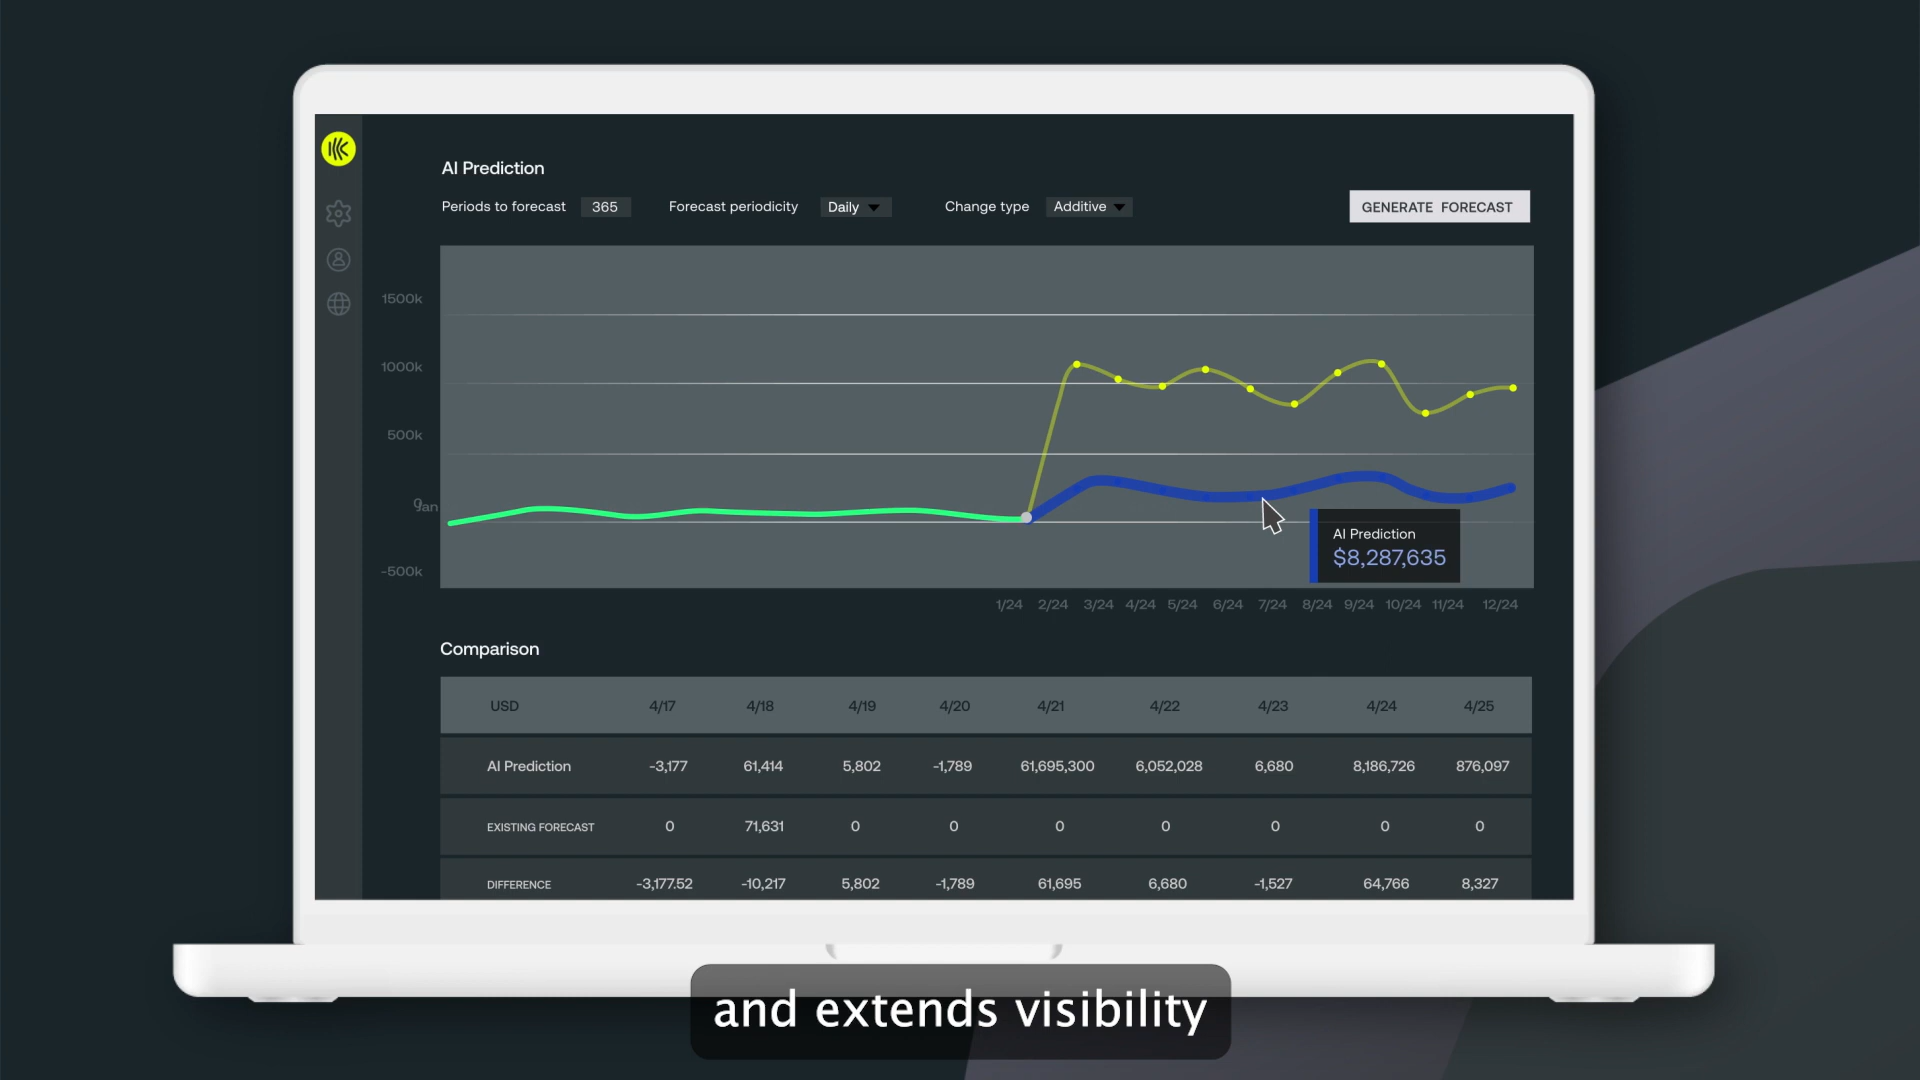 AI Prediction
Periods to forecast 365 Forecast periodicity Daily Change type Additive GENERATE FORECAST
1500k
1000k
500k
0
Jan
-500k
AI Prediction
$8,287,635
1/24 2/24 3/24 4/24 5/24 6/24 7/24 8/24 9/24 10/24 11/24 12/24
Comparison
USD 4/17 4/18 4/19 4/20 4/21 4/22 4/23 4/24 4/25
AI Prediction -3,177 61,414 5,802 -1,789 61,695,300 6,052,028 6,680 8,186,726 876,097
EXISTING FORECAST 0 71,631 0 0 0 0 0 0 0
DIFFERENCE -3,177.52 -10,217 5,802 -1,789 61,695 6,680 -1,527 64,766 8,327
and extends visibility